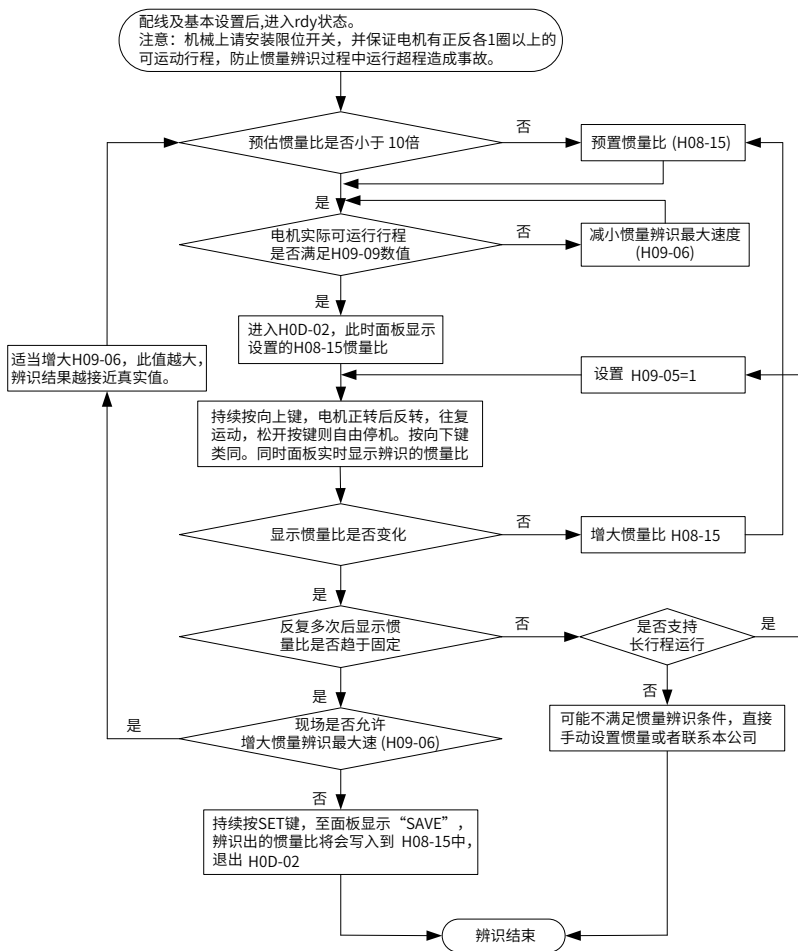 配线及基本设置后,进入rdy状态。
注意：机械上请安装限位开关，并保证电机有正反各1圈以上的
可运动行程，防止惯量辨识过程中运行超程造成事故。
预估惯量比是否小于 10倍
否
预置惯量比 (H08-15)
是
电机实际可运行行程
是否满足H09-09数值
否
减小惯量辨识最大速度
(H09-06)
是
进入H0D-02，此时面板显示
设置的H08-15惯量比
适当增大H09-06，此值越大，
辨识结果越接近真实值。
设置 H09-05=1
持续按向上键，电机正转后反转，往复
运动，松开按键则自由停机。按向下键
类同。同时面板实时显示辨识的惯量比
显示惯量比是否变化
否
增大惯量比 H08-15
是
反复多次后显示惯
量比是否趋于固定
否
是否支持
长行程运行
是
是
否
现场是否允许
增大惯量辨识最大速 (H09-06)
是
可能不满足惯量辨识条件，直接
手动设置惯量或者联系本公司
否
持续按SET键，至面板显示“SAVE”，
辨识出的惯量比将会写入到 H08-15中，
退出 H0D-02
辨识结束